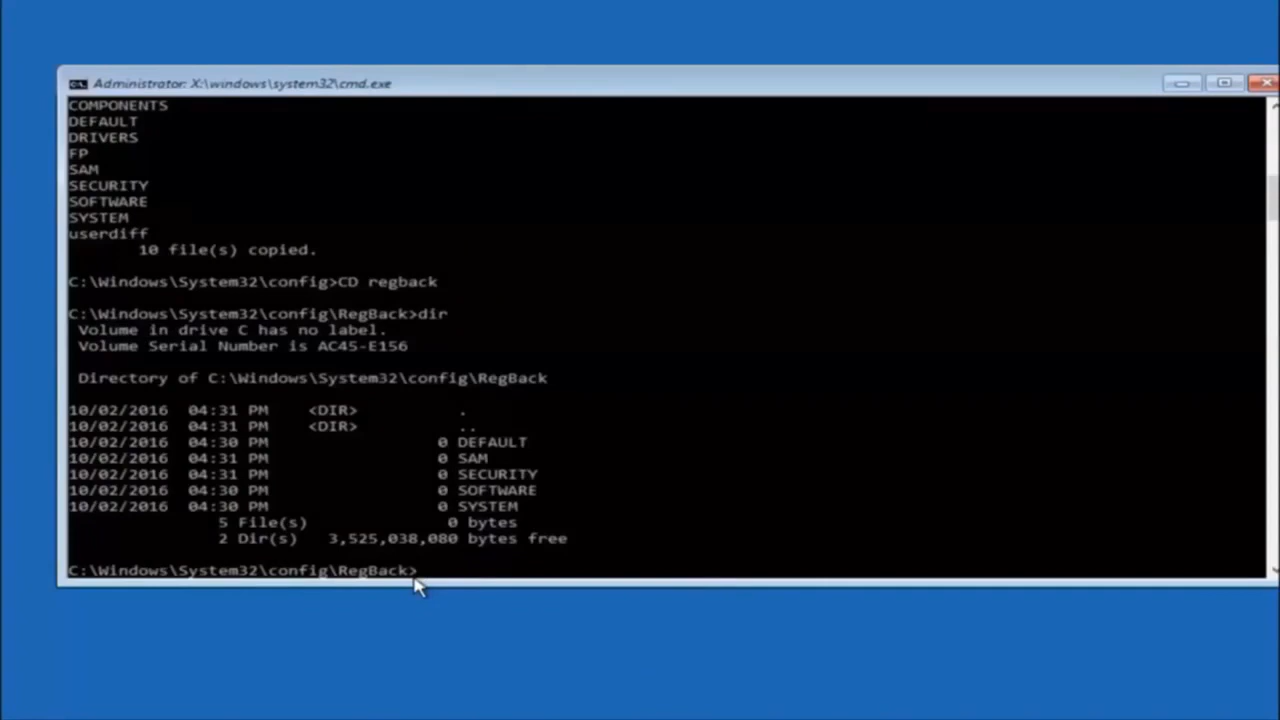 Administrator: X:\windows\system32\cmd.exe
COMPONENTS
DEFAULT
DRIVERS
FP
SAM
SECURITY
SOFTWARE
SYSTEM
userdiff
10 file(s) copied.
C:\Windows\System32\config>CD regback
C:\Windows\System32\config\RegBack>dir
Volume in drive C has no label.
Volume Serial Number is AC45-E156
Directory of C:\Windows\System32\config\RegBack
10/02/2016 04:31 PM <DIR> .
10/02/2016 04:31 PM <DIR> ..
10/02/2016 04:30 PM 0 DEFAULT
10/02/2016 04:31 PM 0 SAM
10/02/2016 04:31 PM 0 SECURITY
10/02/2016 04:30 PM 0 SOFTWARE
10/02/2016 04:30 PM 0 SYSTEM
5 File(s) 0 bytes
2 Dir(s) 3,525,038,080 bytes free
C:\Windows\System32\config\RegBack>